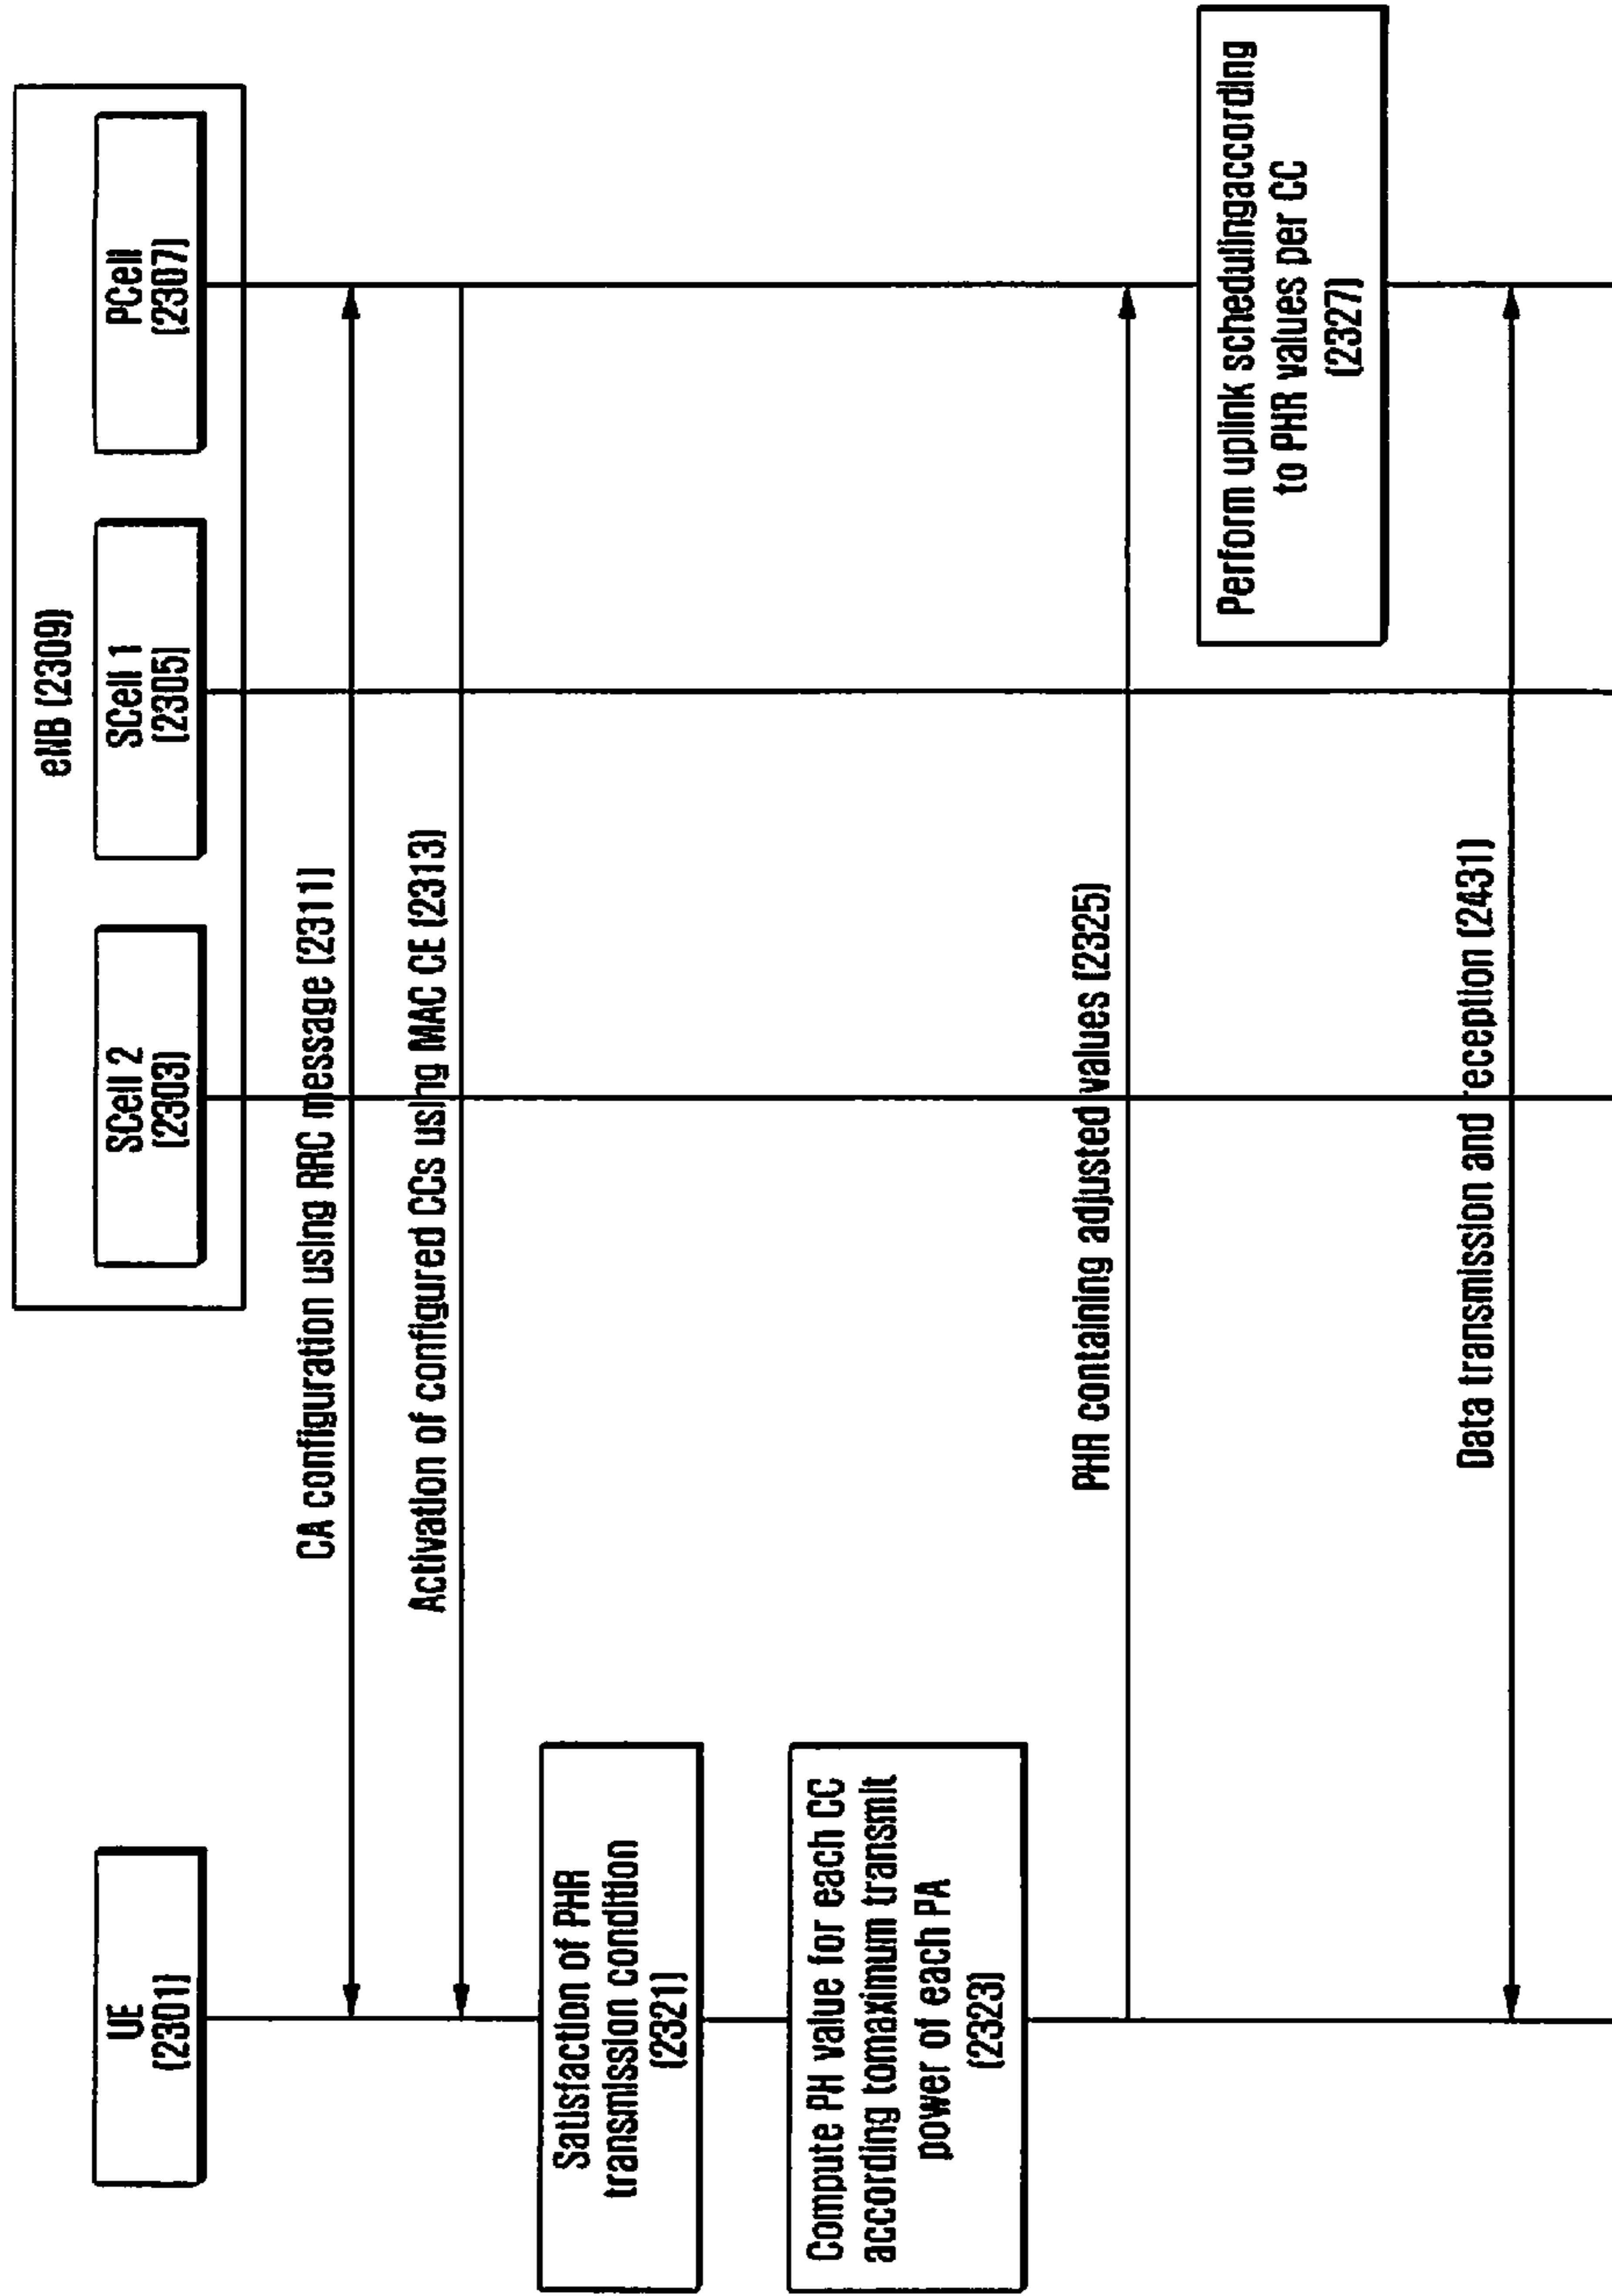 eNB (2309)
UE
(2301)
SCell 2
(2303)
SCell 1
(2305)
PCell
(2307)
CA configuration using RRC message (2311)
Activation of configured CCs using MAC CE (2313)
Satisfaction of PHR
transmission condition
(2321)
Compute PH value for each CC
according tomaximum transmit
power of each PA
(2323)
PHR containing adjusted values (2325)
Perform uplink schedulingaccording
to PHR values per CC
(2327)
Data transmission and reception (2431)